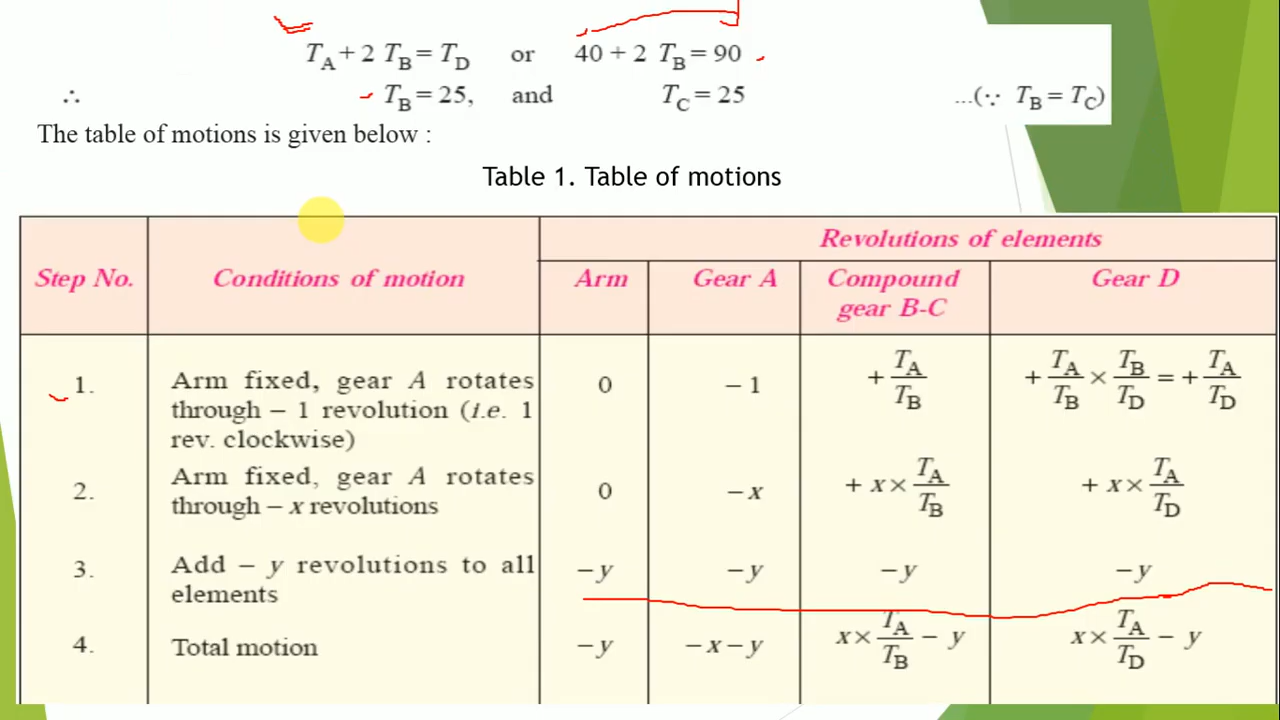 T_A + 2 T_B = T_D or 40 + 2 T_B = 90
∴ T_B = 25, and T_C = 25 ...(∵ T_B = T_C)
The table of motions is given below :
Table 1. Table of motions
Revolutions of elements
Step No. Conditions of motion Arm Gear A Compound gear B-C Gear D
1. Arm fixed, gear A rotates through – 1 revolution (i.e. 1 rev. clockwise) 0 – 1 + T_A/T_B + T_A/T_B × T_B/T_D = + T_A/T_D
2. Arm fixed, gear A rotates through – x revolutions 0 – x + x × T_A/T_B + x × T_A/T_D
3. Add – y revolutions to all elements – y – y – y – y
4. Total motion – y – x – y x × T_A/T_B – y x × T_A/T_D – y